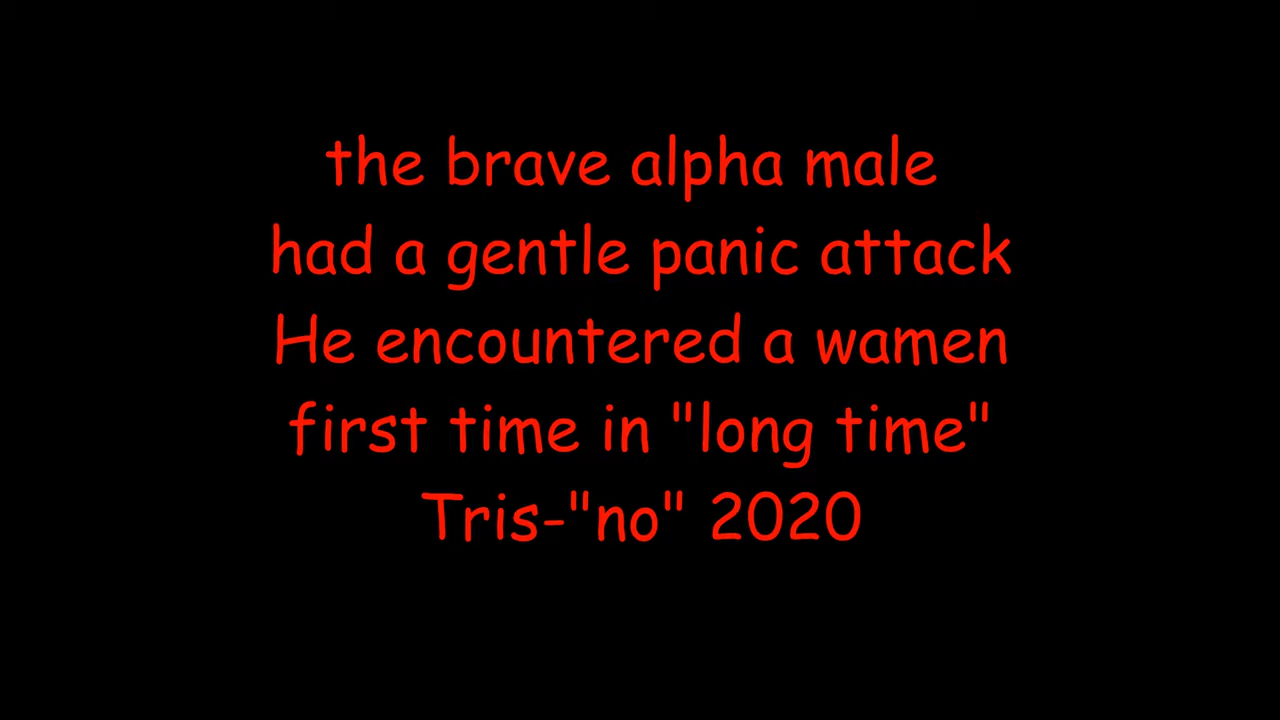 the brave alpha male
had a gentle panic attack
He encountered a wamen
first time in "long time"
Tris-"no" 2020